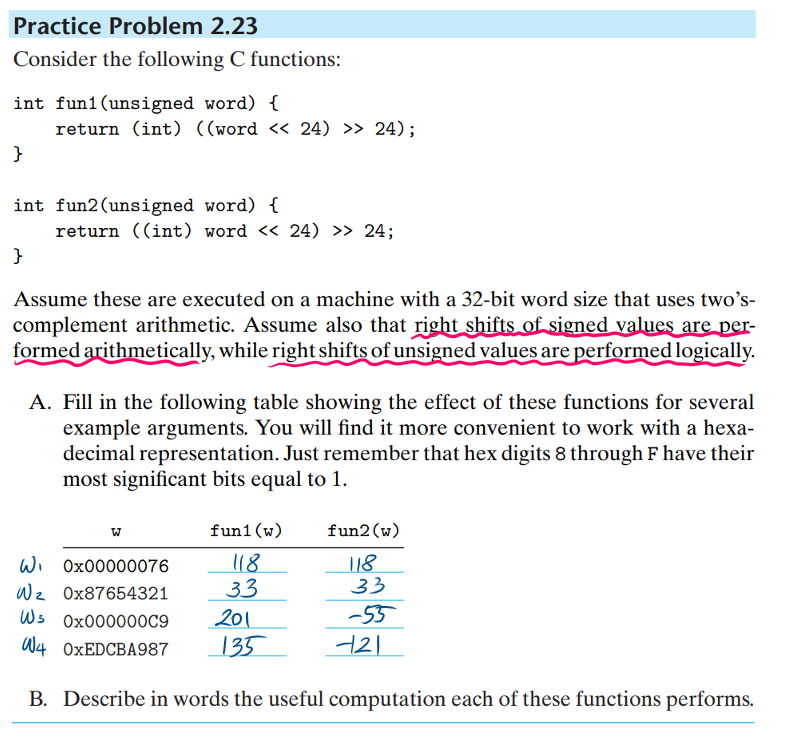 Practice Problem 2.23
Consider the following C functions:
int fun1(unsigned word) {
    return (int) ((word << 24) >> 24);
}
int fun2(unsigned word) {
    return ((int) word << 24) >> 24;
}
Assume these are executed on a machine with a 32-bit word size that uses two's-
complement arithmetic. Assume also that right shifts of signed values are per-
formed arithmetically, while right shifts of unsigned values are performed logically.
A. Fill in the following table showing the effect of these functions for several
example arguments. You will find it more convenient to work with a hexa-
decimal representation. Just remember that hex digits 8 through F have their
most significant bits equal to 1.
w fun1(w) fun2(w)
W1 0x00000076 118 118
W2 0x87654321 33 33
W3 0x000000C9 201 -55
W4 0xEDCBA987 135 -121
B. Describe in words the useful computation each of these functions performs.